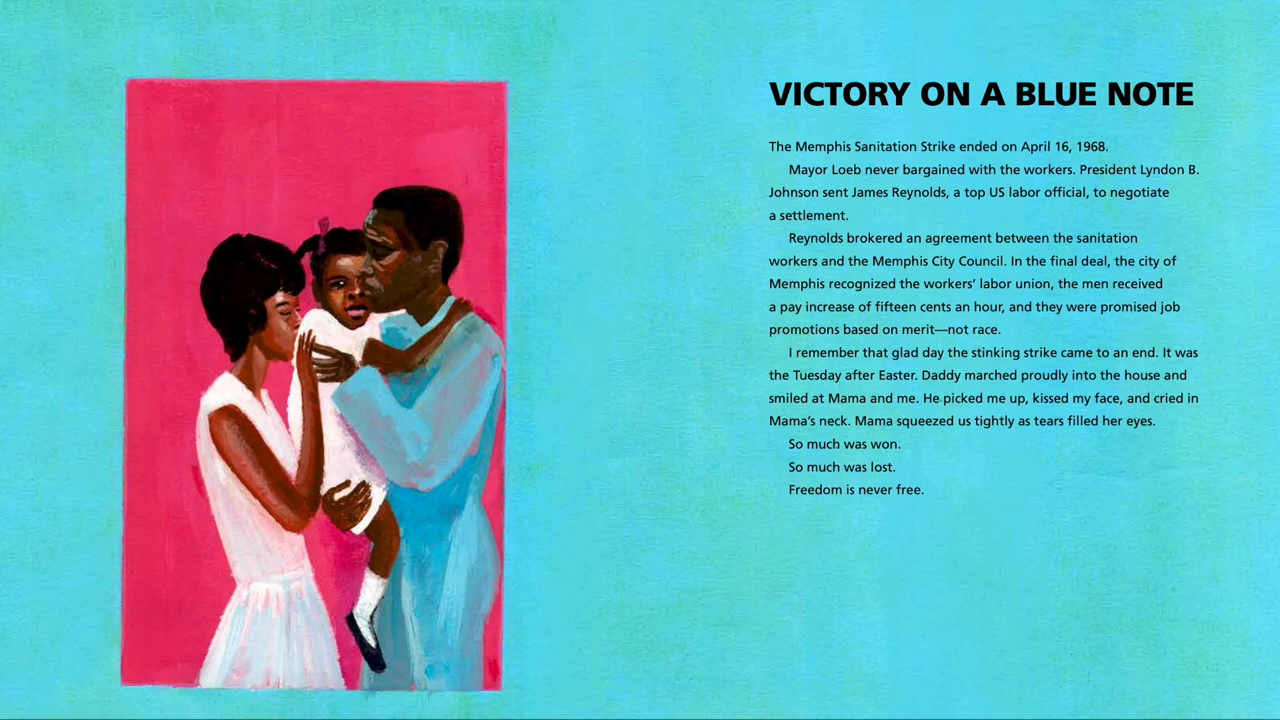 VICTORY ON A BLUE NOTE
The Memphis Sanitation Strike ended on April 16, 1968.
Mayor Loeb never bargained with the workers. President Lyndon B.
Johnson sent James Reynolds, a top US labor official, to negotiate
a settlement.
Reynolds brokered an agreement between the sanitation
workers and the Memphis City Council. In the final deal, the city of
Memphis recognized the workers’ labor union, the men received
a pay increase of fifteen cents an hour, and they were promised job
promotions based on merit—not race.
I remember that glad day the stinking strike came to an end. It was
the Tuesday after Easter. Daddy marched proudly into the house and
smiled at Mama and me. He picked me up, kissed my face, and cried in
Mama’s neck. Mama squeezed us tightly as tears filled her eyes.
So much was won.
So much was lost.
Freedom is never free.